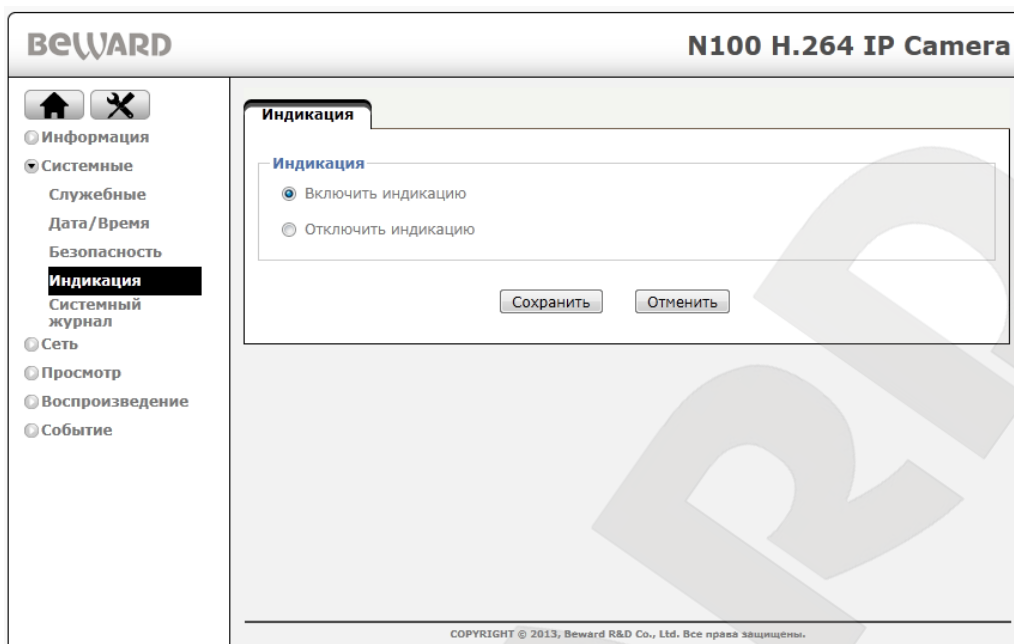 BEWARD
N100 H.264 IP Camera
Информация
Системные
Служебные
Дата/Время
Безопасность
Индикация
Системный
журнал
Сеть
Просмотр
Воспроизведение
Событие
Индикация
Индикация
Включить индикацию
Отключить индикацию
Сохранить
Отменить
COPYRIGHT © 2013, Beward R&D Co., Ltd. Все права защищены.